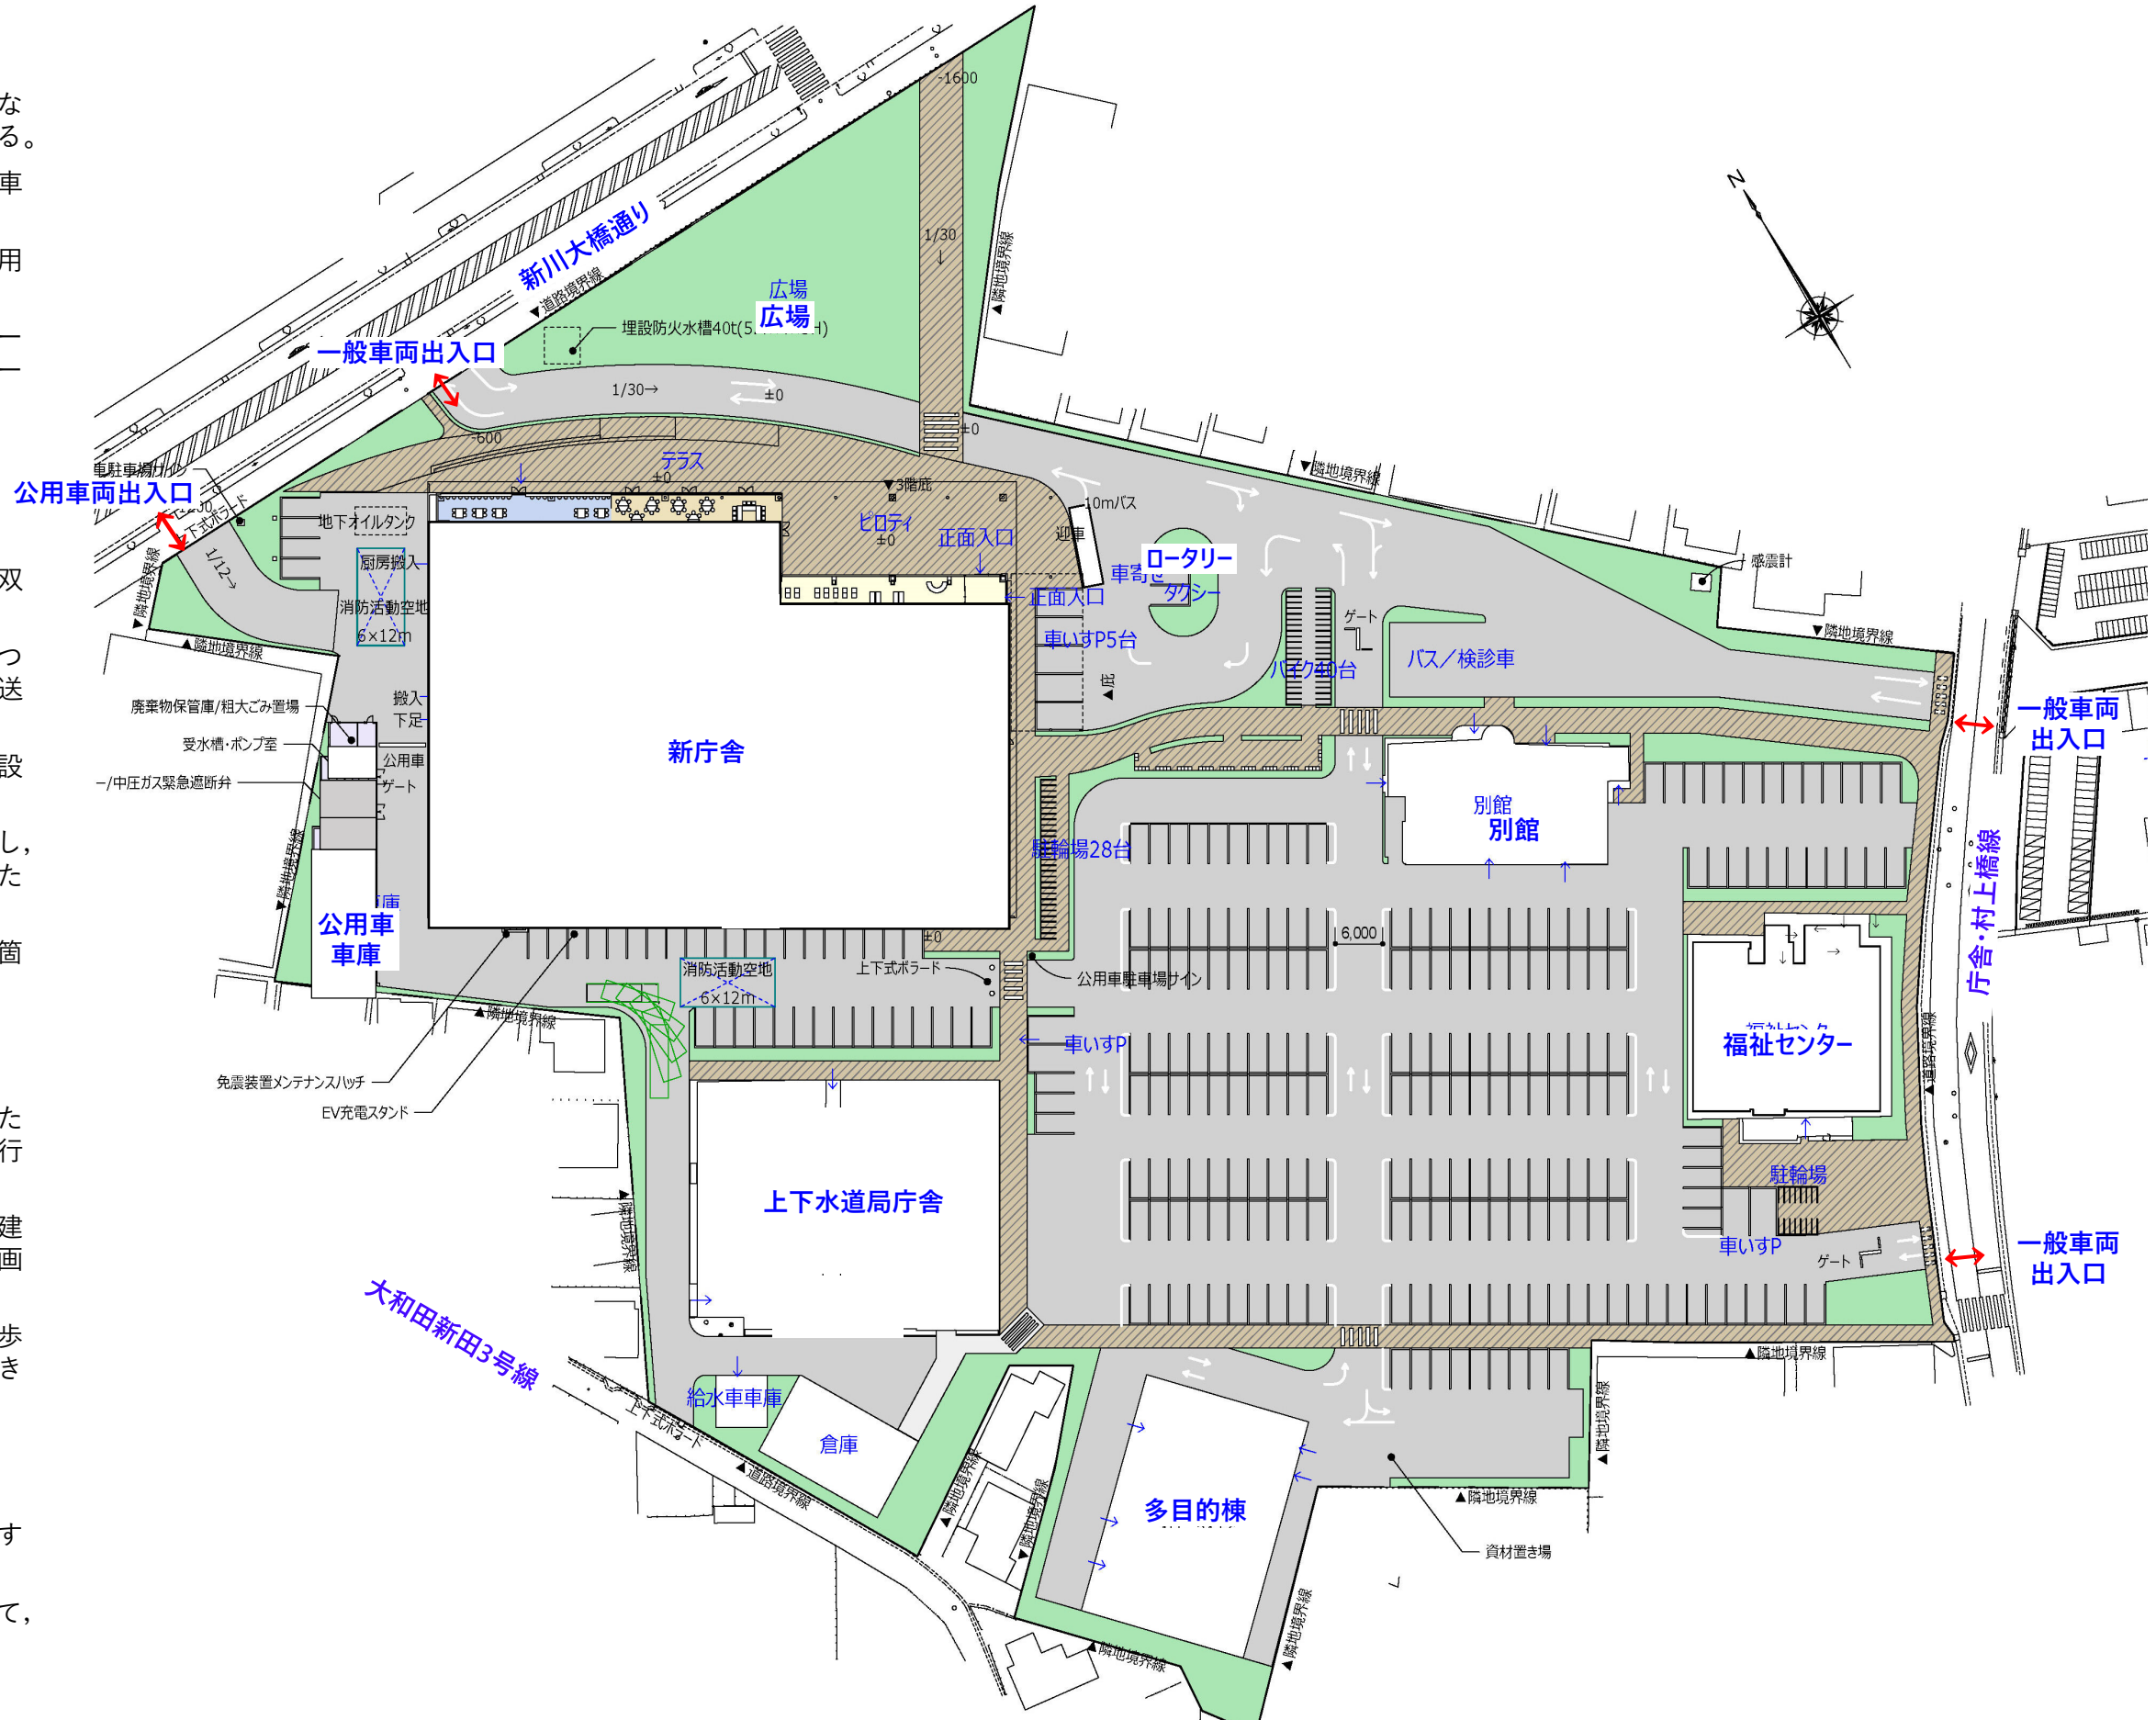 な
る。
車
用
双
つ
送
設
し，
た
箇
た
行
建
画
歩
き
す
て，
-1600
N
1/30
↓
新川大橋通り
▼道路境界線
▲隣地境界線
広場
広場
埋設防火水槽40t
一般車両出入口
1/30→
±0
-600
±0
テラス
±0
▼3階庇
▼隣地境界線
公用車両出入口
車駐車場サイン
1/12→
地下オイルタンク
厨房搬入
消防活動空地
6×12m
ピロティ
±0
正面入口
正面入口
10mバス
迎車
車寄せ
ロータリー
タクシー
車いすP5台
▲庇
バイク40台
ゲート
バス／検診車
感震計
▼隣地境界線
▼隣地境界線
▲隣地境界線
搬入
下足
廃棄物保管庫/粗大ごみ置場
受水槽・ポンプ室
公用車
ゲート
ー/中圧ガス緊急遮断弁
▼隣地境界線
新庁舎
一般車両
出入口
別館
別館
駐輪場28台
庁舎・村上橋線
公用車
車庫
庫
±0
6,000
消防活動空地
6×12m
上下式ボラード
公用車駐車場サイン
▲隣地境界線
車いすP
福祉センター
▲道路境界線
免震装置メンテナンスハッチ
EV充電スタンド
上下水道局庁舎
▼隣地境界線
駐輪場
車いすP
ゲート
一般車両
出入口
大和田新田3号線
上下式ボラード
給水車車庫
倉庫
▲道路境界線
▲隣地境界線
▲隣地境界線
▼隣地境界線
▼隣地境界線
▲隣地境界線
多目的棟
資材置き場
▲隣地境界線
▼隣地境界線